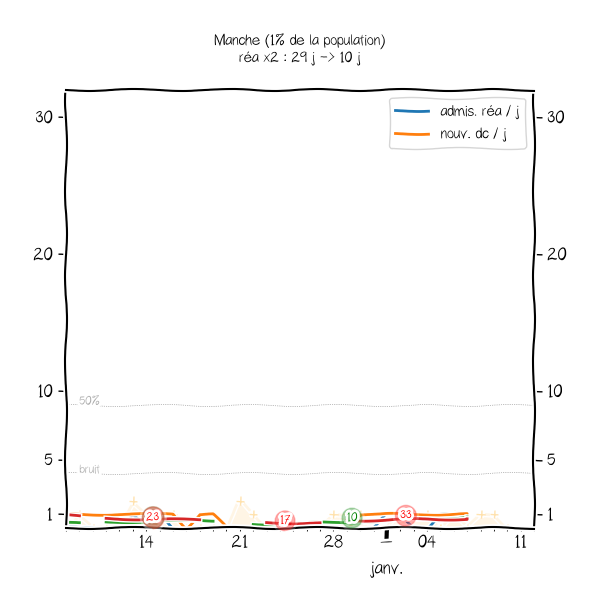 Manche (1% de la population)
réa x2 : 29 j -> 10 j
admis. réa / j
nouv. dc / j
30 30
20 20
10 10
50%
5 5
bruit
1 1
23 17 10 33
14 21 28 1 04 11
janv.